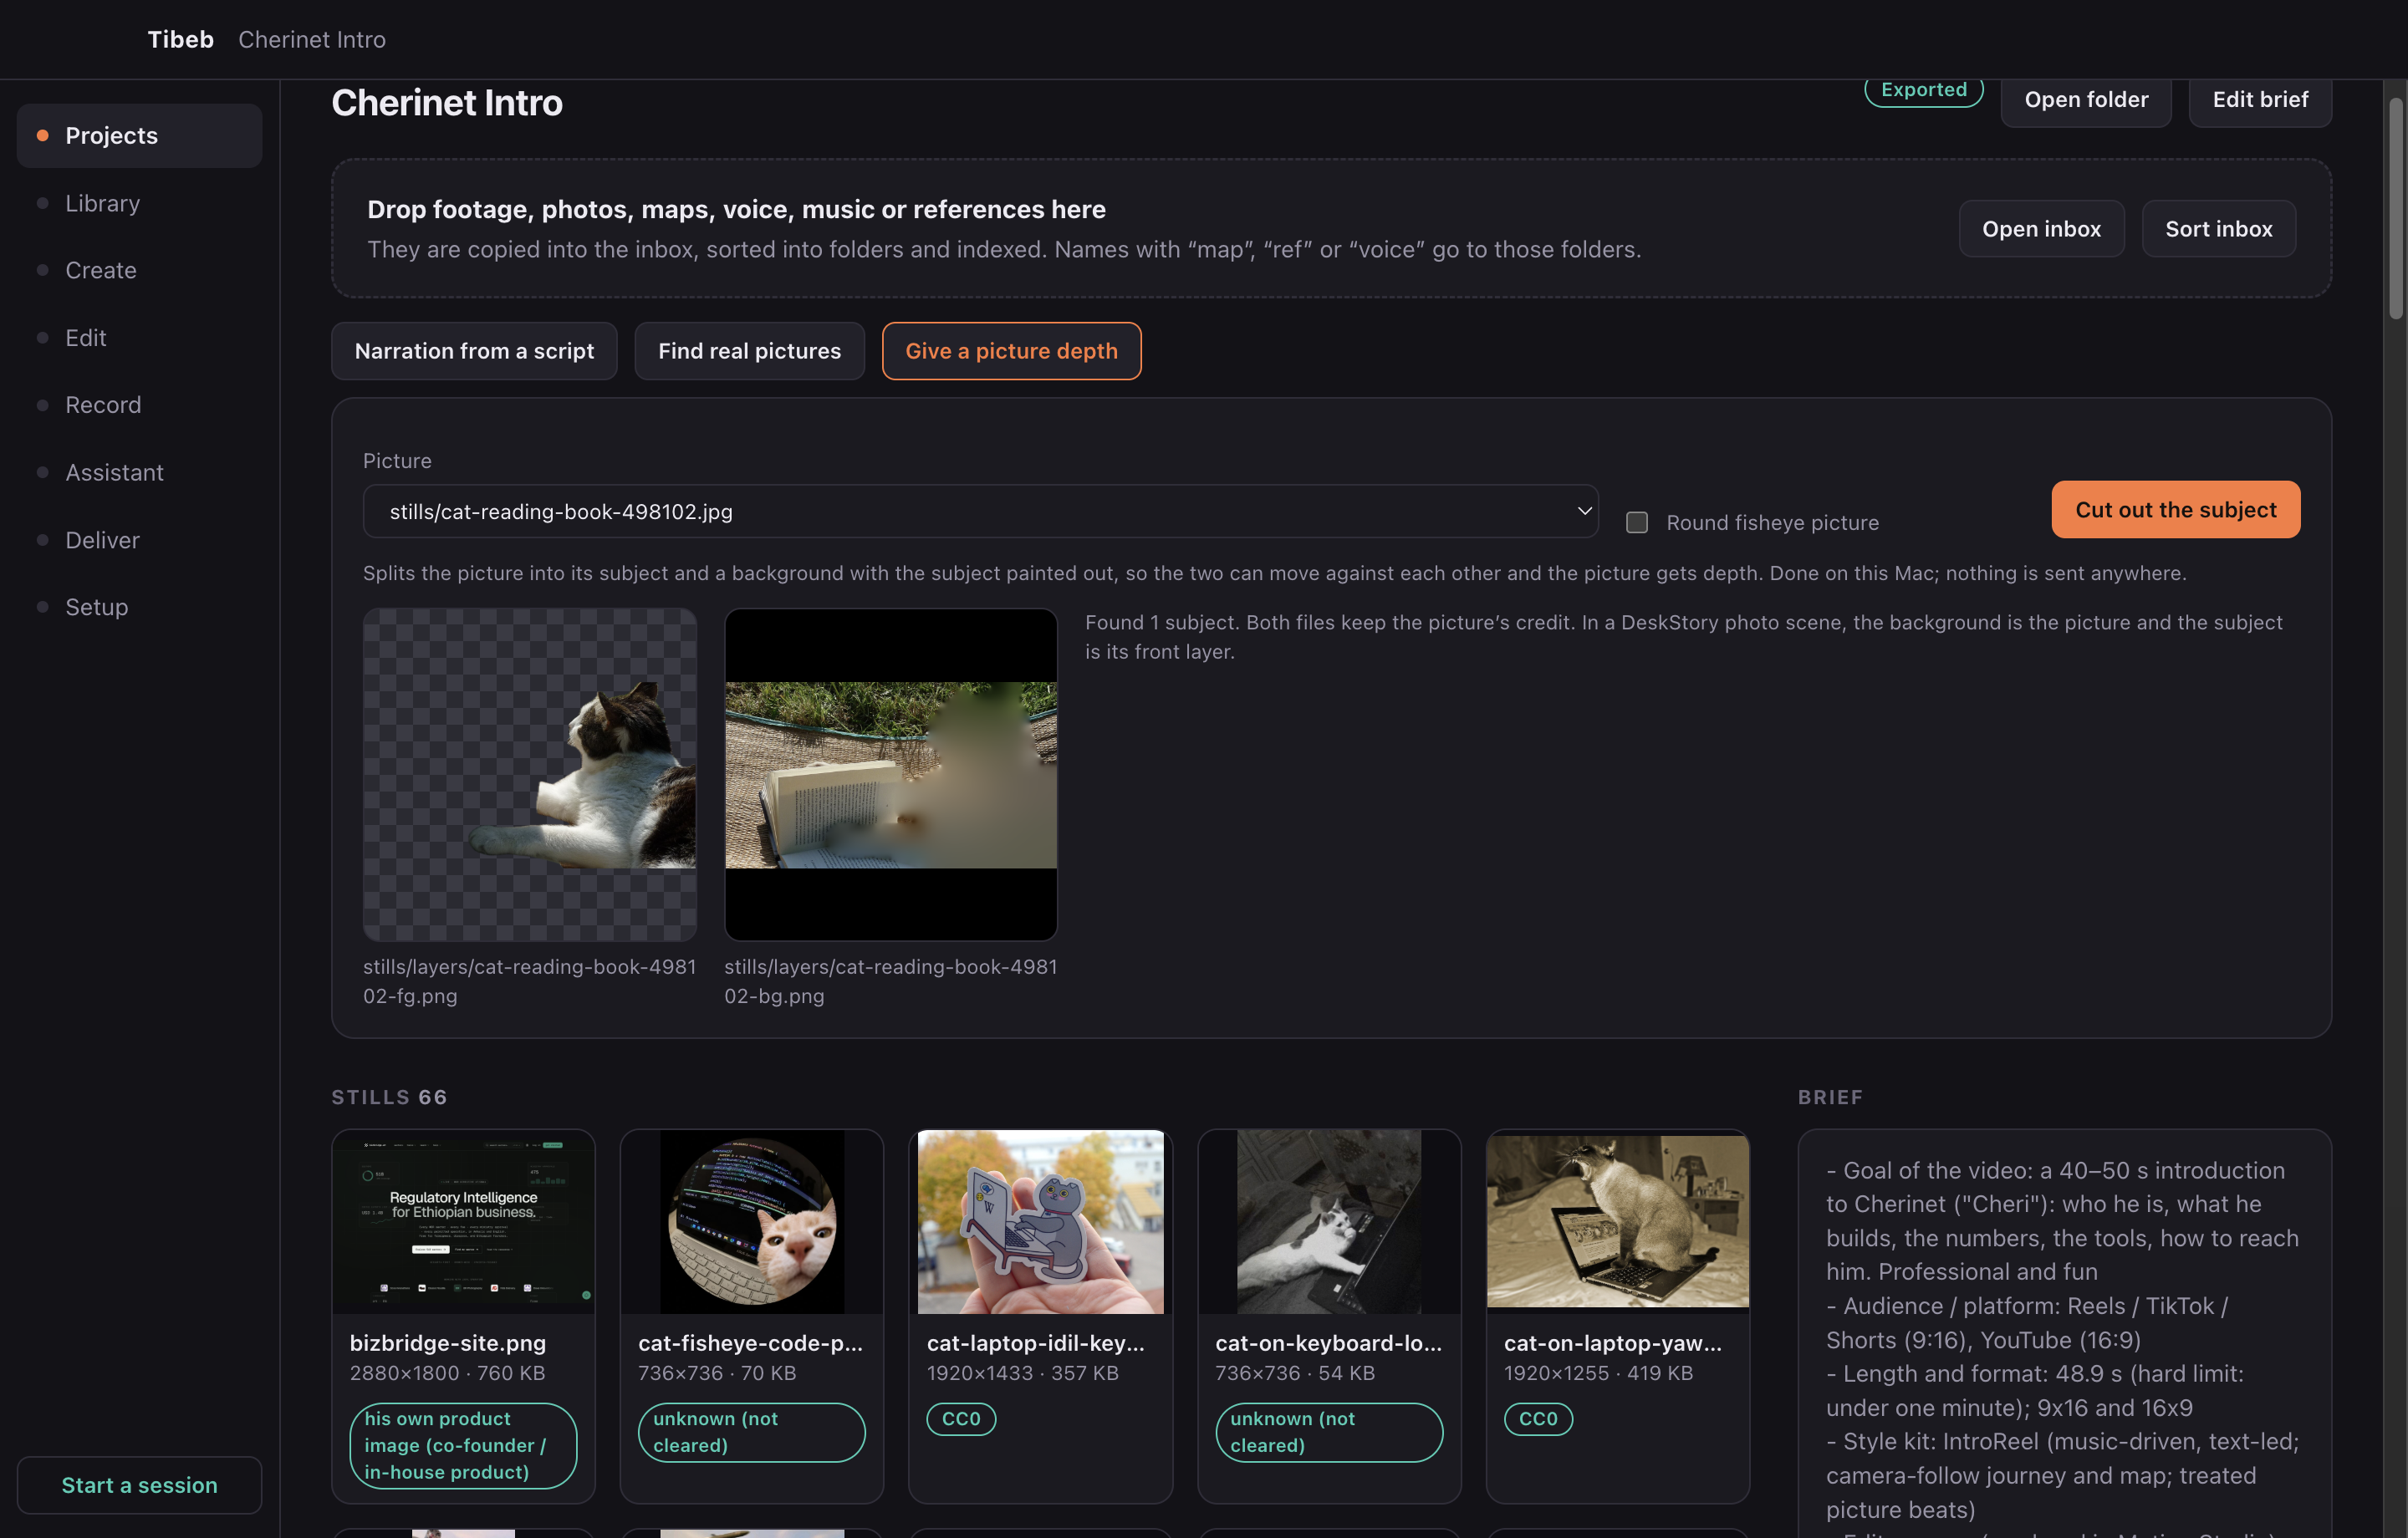 Tibeb Cherinet Intro
Projects
Library
Create
Edit
Record
Assistant
Deliver
Setup
Start a session
Cherinet Intro
Exported
Open folder
Edit brief
Drop footage, photos, maps, voice, music or references here
They are copied into the inbox, sorted into folders and indexed. Names with “map”, “ref” or “voice” go to those folders.
Open inbox
Sort inbox
Narration from a script
Find real pictures
Give a picture depth
Picture
stills/cat-reading-book-498102.jpg
Round fisheye picture
Cut out the subject
Splits the picture into its subject and a background with the subject painted out, so the two can move against each other and the picture gets depth. Done on this Mac; nothing is sent anywhere.
Found 1 subject. Both files keep the picture’s credit. In a DeskStory photo scene, the background is the picture and the subject
is its front layer.
stills/layers/cat-reading-book-4981
02-fg.png
stills/layers/cat-reading-book-4981
02-bg.png
STILLS 66
Regulatory Intelligence
for Ethiopian business.
bizbridge-site.png
2880×1800 · 760 KB
his own product
image (co-founder /
in-house product)
cat-fisheye-code-p...
736×736 · 70 KB
unknown (not
cleared)
W
cat-laptop-idil-key...
1920×1433 · 357 KB
CC0
cat-on-keyboard-lo...
736×736 · 54 KB
unknown (not
cleared)
cat-on-laptop-yaw...
1920×1255 · 419 KB
CC0
BRIEF
- Goal of the video: a 40–50 s introduction
to Cherinet ("Cheri"): who he is, what he
builds, the numbers, the tools, how to reach
him. Professional and fun
- Audience / platform: Reels / TikTok /
Shorts (9:16), YouTube (16:9)
- Length and format: 48.9 s (hard limit:
under one minute); 9x16 and 16x9
- Style kit: IntroReel (music-driven, text-led;
camera-follow journey and map; treated
picture beats)